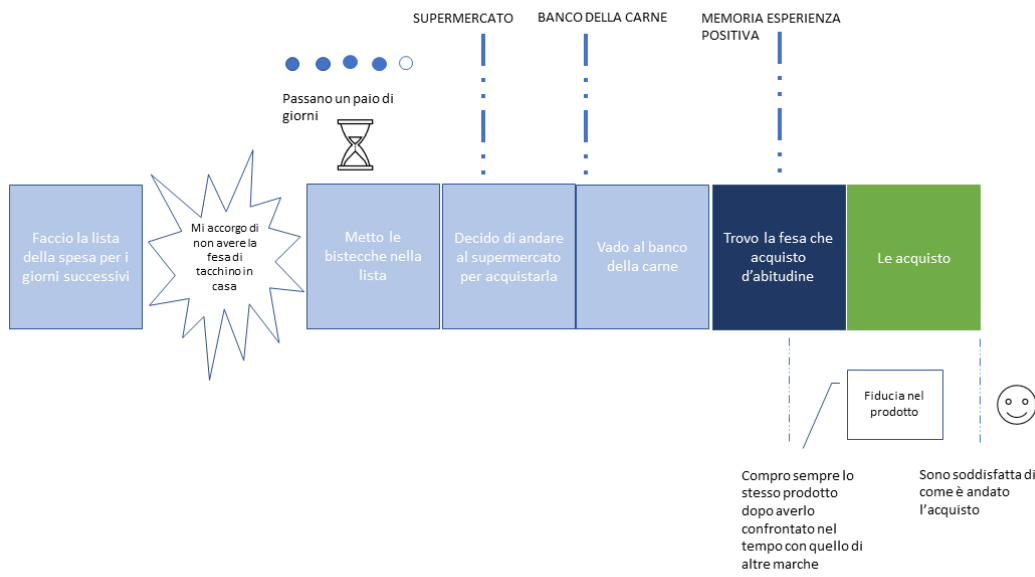 SUPERMERCATO
BANCO DELLA CARNE
MEMORIA ESPERIENZA
POSITIVA
Passano un paio di
giorni
Faccio la lista
della spesa per i
giorni successivi
Mi accorgo di
non avere la
fesa di
tacchino in
casa
Metto le
bistecche nella
lista
Decido di andare
al supermercato
per acquistarla
Vado al banco
della carne
Trovo la fesa che
acquisto
d'abitudine
Le acquisto
Fiducia nel
prodotto
Compro sempre lo
stesso prodotto
dopo averlo
confrontato nel
tempo con quello di
altre marche
Sono soddisfatta di
come è andato
l'acquisto